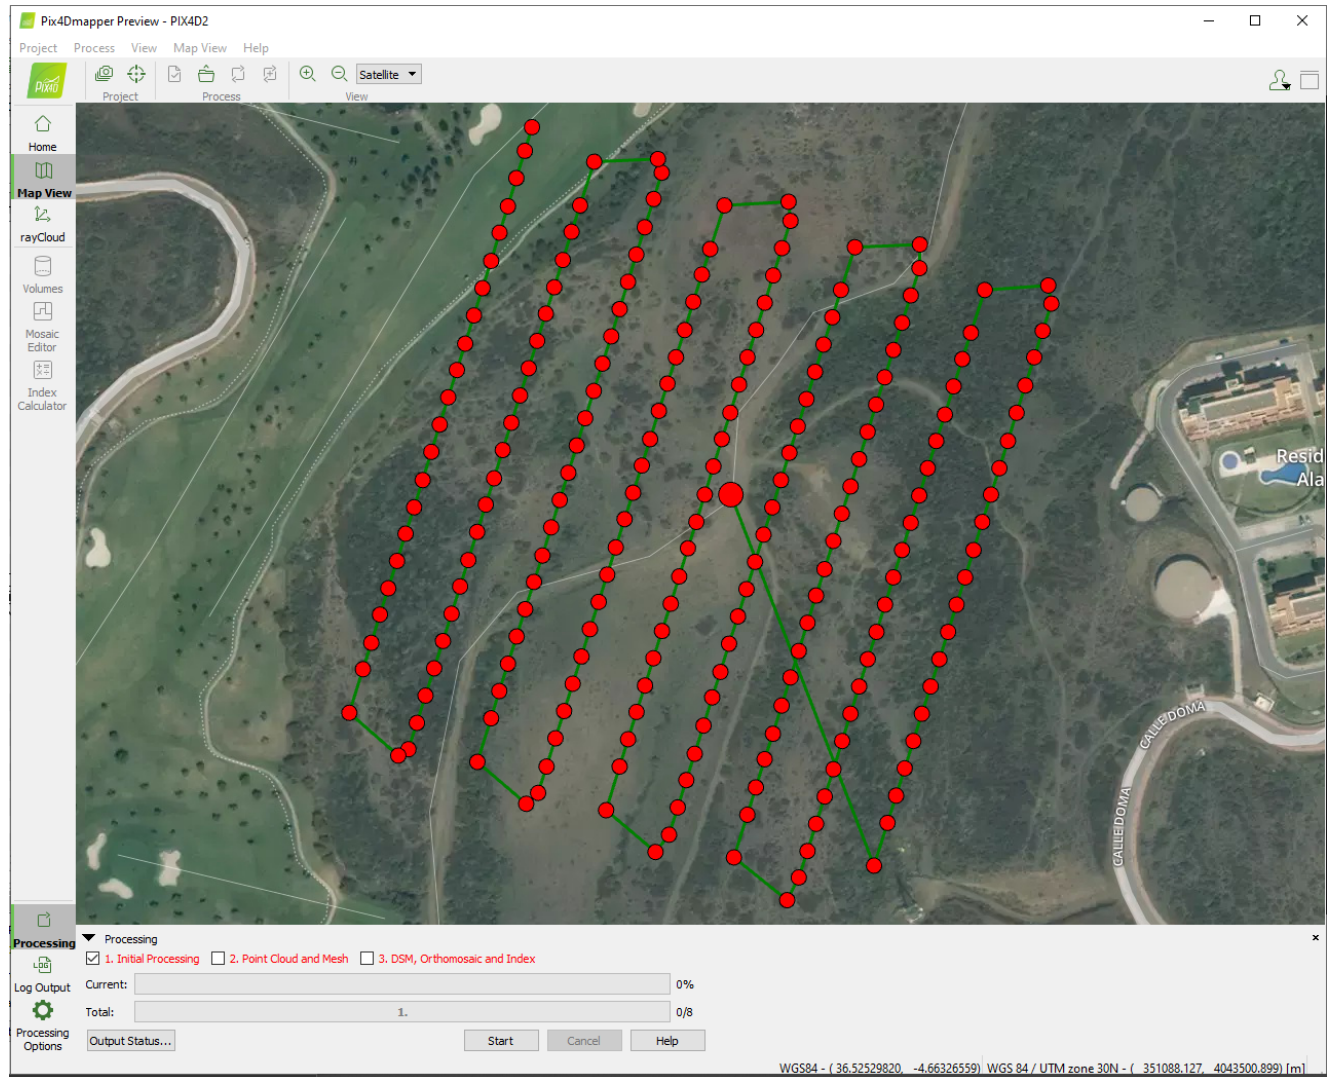 Pix4Dmapper Preview - PIX4D2
Project Process View Map View Help
PIX4D
Satellite
Project Process View
Home
Map View
rayCloud
Volumes
Mosaic
Editor
Index
Calculator
Resid
Ala
CALLE DOMA
CALLE DOMA
Processing
Log Output
LOG
Processing
Options
Processing
1. Initial Processing 2. Point Cloud and Mesh 3. DSM, Orthomosaic and Index
Current: 0%
Total: 1. 0/8
Output Status... Start Cancel Help
WGS84 - ( 36.52529820, -4.66326559) WGS 84 / UTM zone 30N - ( 351088.127, 4043500.899) [m]